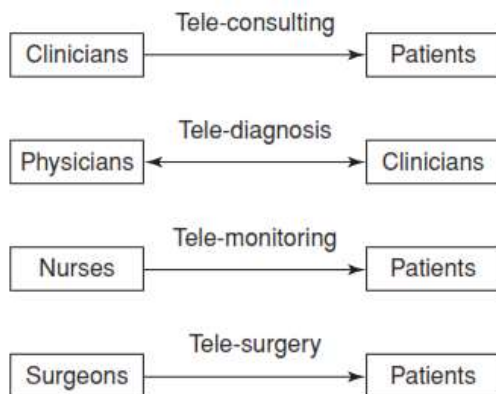 Tele-consulting
Clinicians Patients
Tele-diagnosis
Physicians Clinicians
Tele-monitoring
Nurses Patients
Tele-surgery
Surgeons Patients